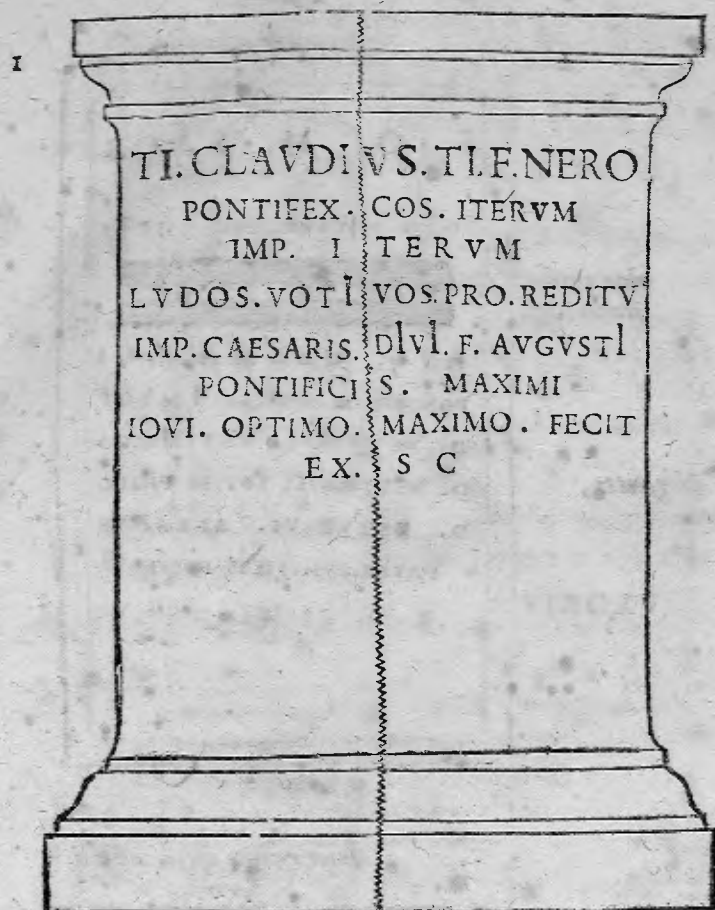 I
TI. CLAVDIVS. TI. F. NERO
PONTIFEX. COS. ITERVM
IMP. ITERVM
LVDOS. VOTIVOS. PRO. REDITV
IMP. CAESARIS. DIVI. F. AVGVSTI
PONTIFICIS. MAXIMI
IOVI. OPTIMO. MAXIMO. FECIT
EX. S C